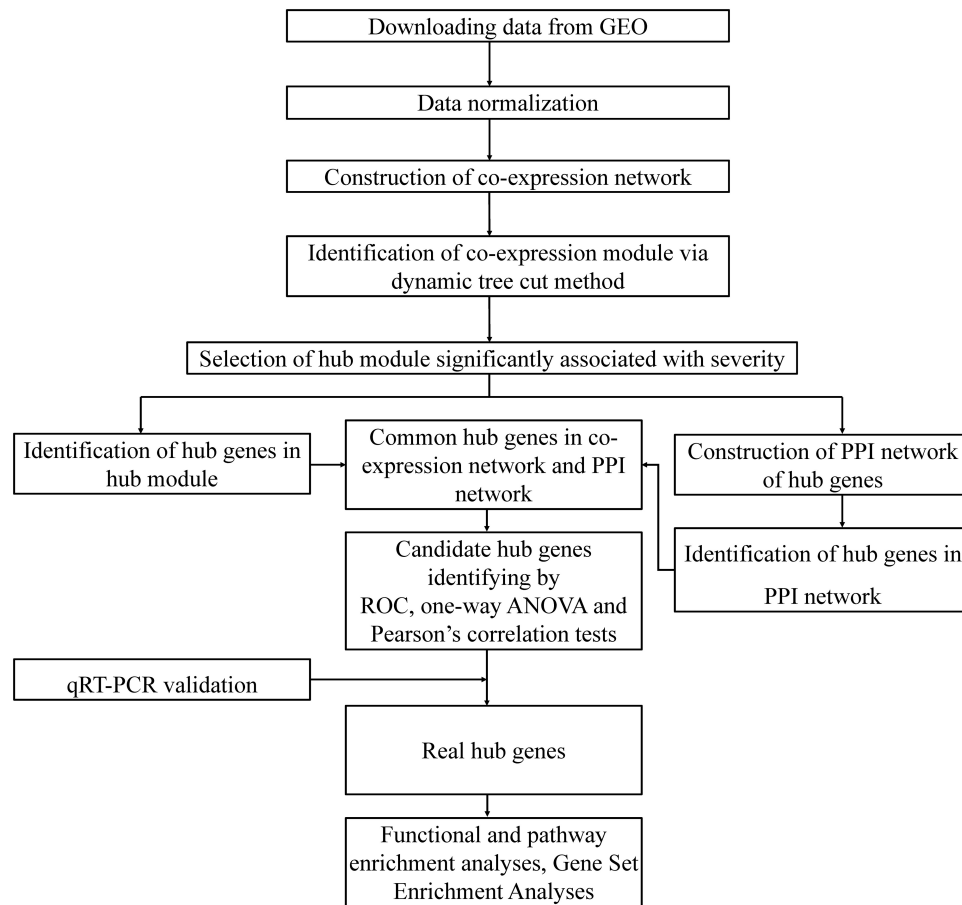 Downloading data from GEO
Data normalization
Construction of co-expression network
Identification of co-expression module via
dynamic tree cut method
Selection of hub module significantly associated with severity
Identification of hub genes in
hub module
Common hub genes in co-
expression network and PPI
network
Construction of PPI network
of hub genes
Candidate hub genes
identifying by
ROC, one-way ANOVA and
Pearson's correlation tests
Identification of hub genes in
PPI network
qRT-PCR validation
Real hub genes
Functional and pathway
enrichment analyses, Gene Set
Enrichment Analyses